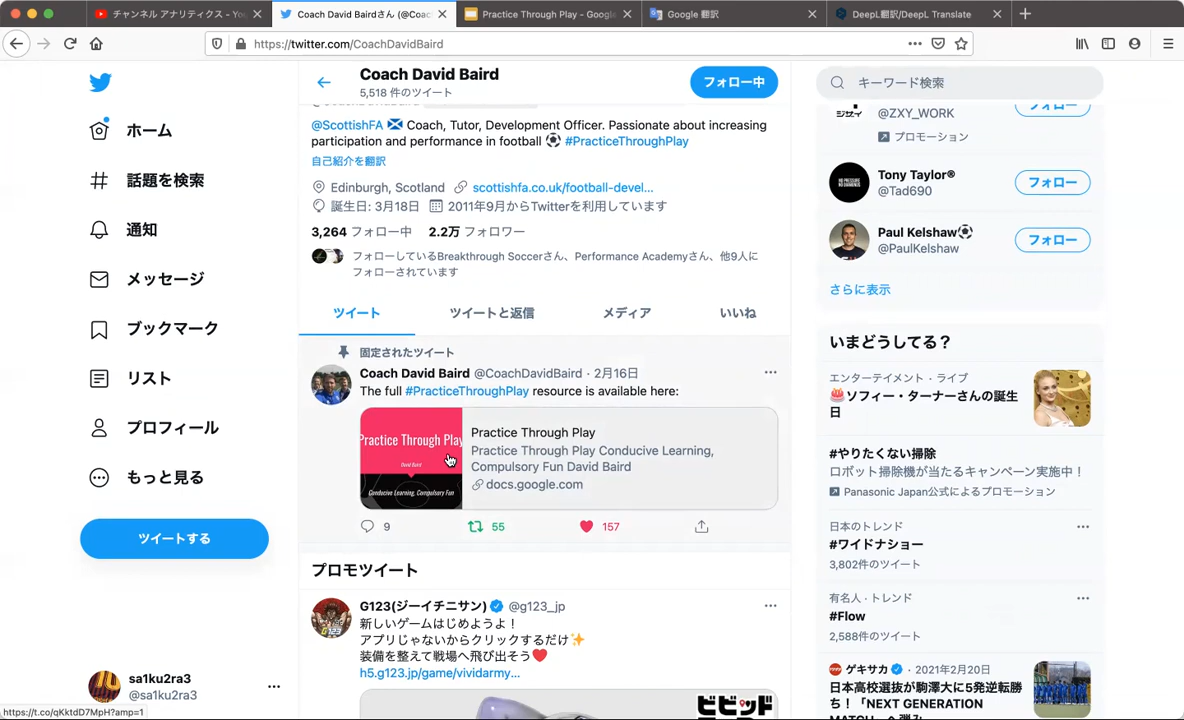 チャンネル アナリティクス - You
Coach David Bairdさん (@Coac
Practice Through Play - Google
Google 翻訳
DeepL翻訳/DeepL Translate
https://twitter.com/CoachDavidBaird
ホーム
話題を検索
通知
メッセージ
ブックマーク
リスト
プロフィール
もっと見る
ツイートする
sa1ku2ra3
@sa1ku2ra3
https://t.co/qKktdD7MpH?amp=1
Coach David Baird
5,518 件のツイート
フォロー中
@ScottishFA Coach, Tutor, Development Officer. Passionate about increasing
participation and performance in football ⚽ #PracticeThroughPlay
自己紹介を翻訳
Edinburgh, Scotland scottishfa.co.uk/football-devel...
誕生日: 3月18日 2011年9月からTwitterを利用しています
3,264 フォロー中 2.2万 フォロワー
フォローしているBreakthrough Soccerさん、Performance Academyさん、他9人に
フォローされています
ツイート ツイートと返信 メディア いいね
固定されたツイート
Coach David Baird @CoachDavidBaird · 2月16日
The full #PracticeThroughPlay resource is available here:
Practice Through Play
David Baird
Conducive Learning, Compulsory Fun
Practice Through Play
Practice Through Play Conducive Learning,
Compulsory Fun David Baird
docs.google.com
9 55 157
プロモツイート
G123(ジーイチニサン) @g123_jp
新しいゲームはじめようよ！
アプリじゃないからクリックするだけ✨
装備を整えて戦場へ飛び出そう❤️
h5.g123.jp/game/vividarmy...
ビビッド
キーワード検索
@ZXY_WORK
フォロー
プロモーション
Tony Taylor®
@Tad690
フォロー
Paul Kelshaw⚽
@PaulKelshaw
フォロー
さらに表示
いまどうしてる？
エンターテイメント · ライブ
🎂ソフィー・ターナーさんの誕生
日
#やりたくない掃除
ロボット掃除機が当たるキャンペーン実施中！
Panasonic Japan公式によるプロモーション
日本のトレンド
#ワイドナショー
3,802件のツイート
有名人 · トレンド
#Flow
2,588件のツイート
ゲキサカ · 2021年2月20日
日本高校選抜が駒澤大に5発逆転勝
ち！「NEXT GENERATION